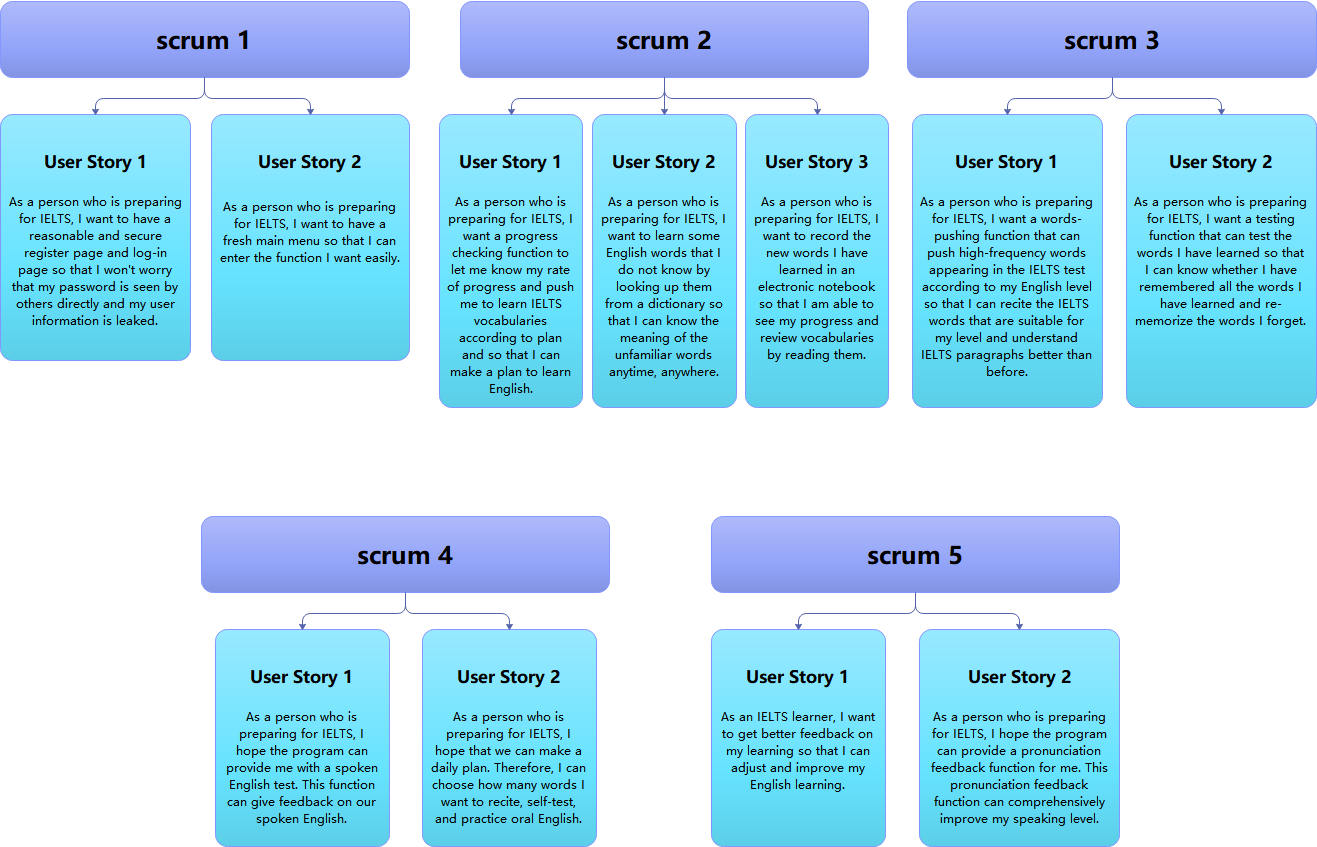 scrum 1
User Story 1
As a person who is preparing
for IELTS, I want to have a
reasonable and secure
register page and log-in
page so that I won't worry
that my password is seen by
others directly and my user
information is leaked.
User Story 2
As a person who is preparing
for IELTS, I want to have a
fresh main menu so that I can
enter the function I want easily.
scrum 2
User Story 1
As a person who is
preparing for IELTS, I
want a progress
checking function to
let me know my rate
of progress and push
me to learn IELTS
vocabularies
according to plan
and so that I can
make a plan to learn
English.
User Story 2
As a person who is
preparing for IELTS, I
want to learn some
English words that I
do not know by
looking up them
from a dictionary so
that I can know the
meaning of the
unfamiliar words
anytime, anywhere.
User Story 3
As a person who is
preparing for IELTS, I
want to record the
new words I have
learned in an
electronic notebook
so that I am able to
see my progress and
review vocabularies
by reading them.
scrum 3
User Story 1
As a person who is preparing
for IELTS, I want a words-
pushing function that can
push high-frequency words
appearing in the IELTS test
according to my English level
so that I can recite the IELTS
words that are suitable for
my level and understand
IELTS paragraphs better than
before.
User Story 2
As a person who is preparing
for IELTS, I want a testing
function that can test the
words I have learned so that
I can know whether I have
remembered all the words I
have learned and re-
memorize the words I forget.
scrum 4
User Story 1
As a person who is
preparing for IELTS, I
hope the program can
provide me with a spoken
English test. This function
can give feedback on our
spoken English.
User Story 2
As a person who is
preparing for IELTS, I
hope that we can make a
daily plan. Therefore, I can
choose how many words I
want to recite, self-test,
and practice oral English.
scrum 5
User Story 1
As an IELTS learner, I want
to get better feedback on
my learning so that I can
adjust and improve my
English learning.
User Story 2
As a person who is preparing
for IELTS, I hope the program
can provide a pronunciation
feedback function for me. This
pronunciation feedback
function can comprehensively
improve my speaking level.